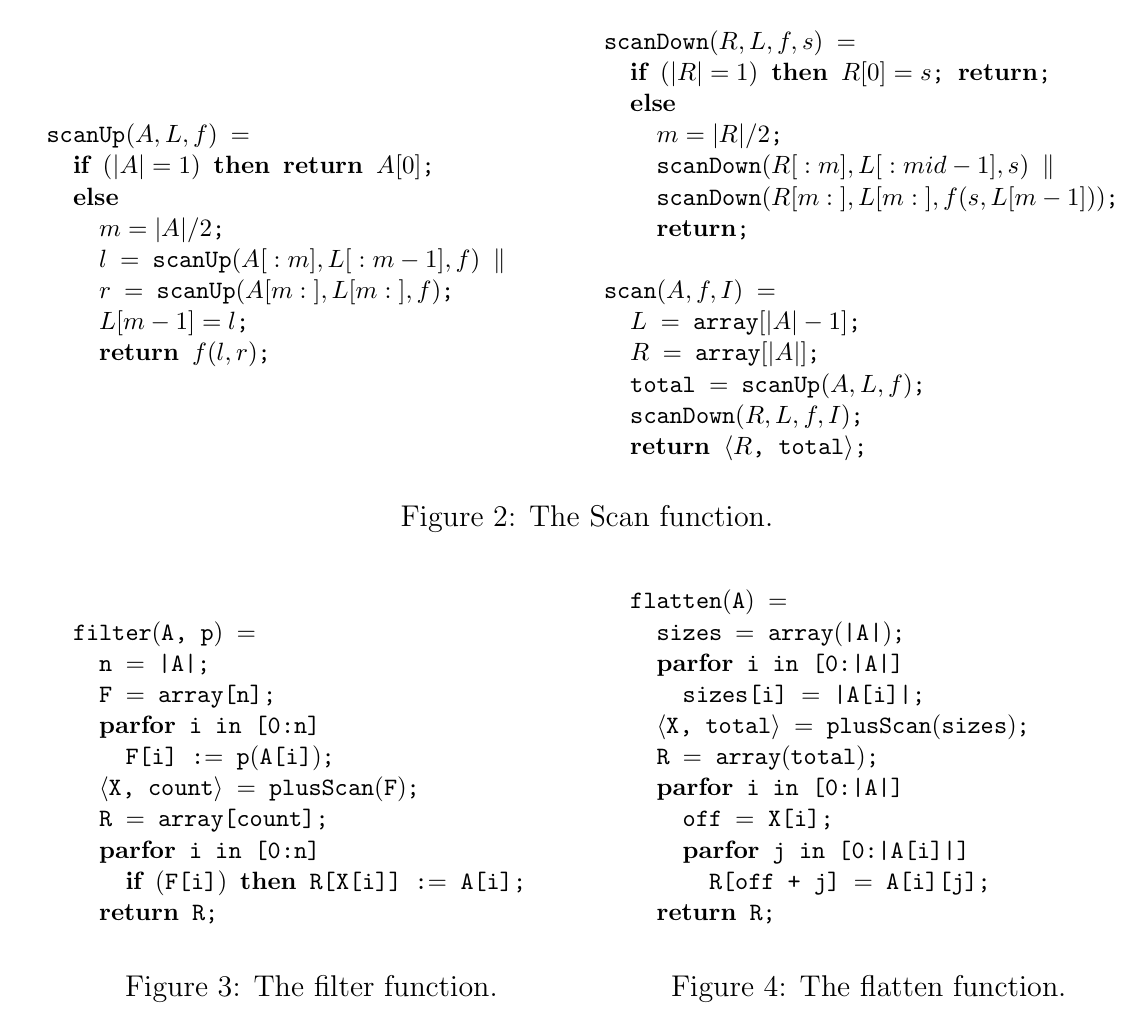 scanUp(A, L, f) =
if (|A| = 1) then return A[0];
else
m = |A|/2;
l = scanUp(A[: m], L[: m − 1], f) ∥
r = scanUp(A[m :], L[m :], f);
L[m − 1] = l;
return f(l, r);
scanDown(R, L, f, s) =
if (|R| = 1) then R[0] = s; return;
else
m = |R|/2;
scanDown(R[: m], L[: mid − 1], s) ∥
scanDown(R[m :], L[m :], f(s, L[m − 1]));
return;
scan(A, f, I) =
L = array[|A| − 1];
R = array[|A|];
total = scanUp(A, L, f);
scanDown(R, L, f, I);
return ⟨R, total⟩;
Figure 2: The Scan function.
filter(A, p) =
n = |A|;
F = array[n];
parfor i in [0:n]
F[i] := p(A[i]);
⟨X, count⟩ = plusScan(F);
R = array[count];
parfor i in [0:n]
if (F[i]) then R[X[i]] := A[i];
return R;
Figure 3: The filter function.
flatten(A) =
sizes = array(|A|);
parfor i in [0:|A|]
sizes[i] = |A[i]|;
⟨X, total⟩ = plusScan(sizes);
R = array(total);
parfor i in [0:|A|]
off = X[i];
parfor j in [0:|A[i]|]
R[off + j] = A[i][j];
return R;
Figure 4: The flatten function.